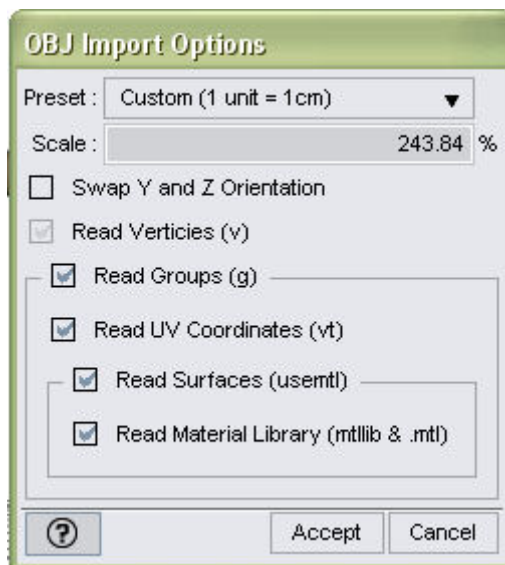 OBJ Import Options
Preset : Custom (1 unit = 1cm)
Scale : 243.84 %
Swap Y and Z Orientation
Read Verticies (v)
Read Groups (g)
Read UV Coordinates (vt)
Read Surfaces (usemtl)
Read Material Library (mtllib & .mtl)
? Accept Cancel